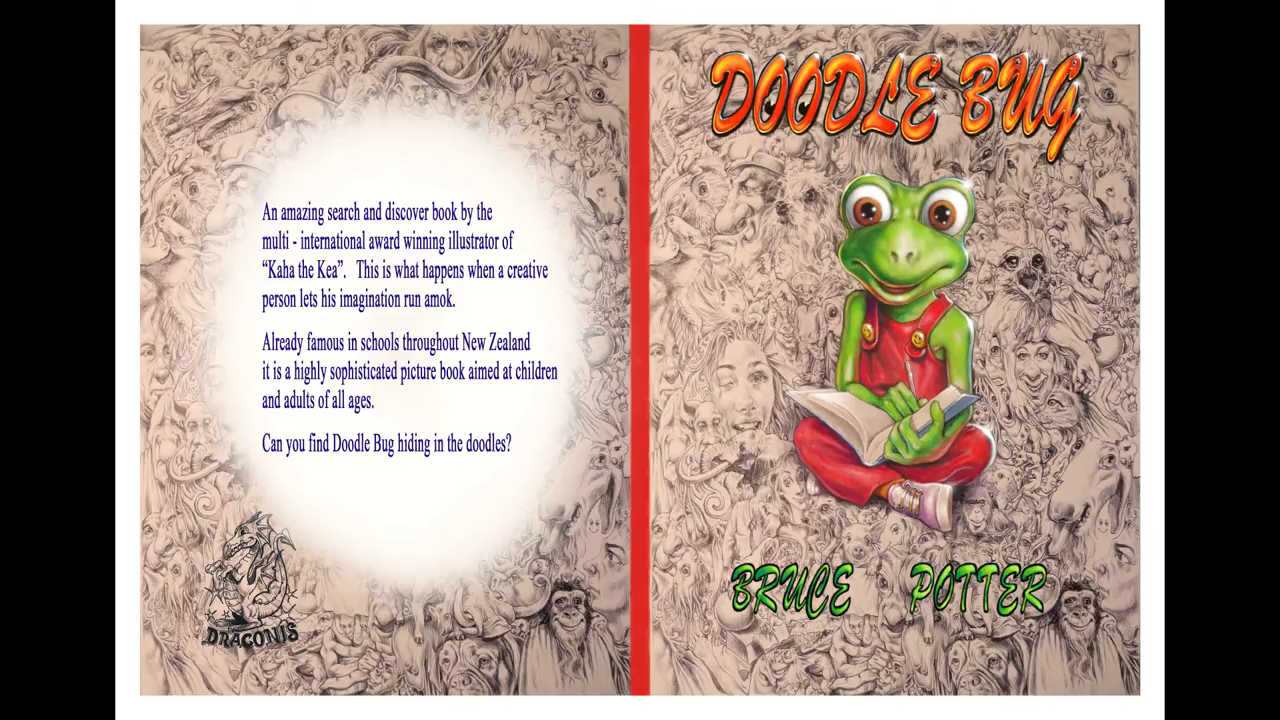 An amazing search and discover book by the
multi - international award winning illustrator of
“Kaha the Kea”. This is what happens when a creative
person lets his imagination run amok.
Already famous in schools throughout New Zealand
it is a highly sophisticated picture book aimed at children
and adults of all ages.
Can you find Doodle Bug hiding in the doodles?
DRACONIS
DOODLE BUG
BRUCE POTTER